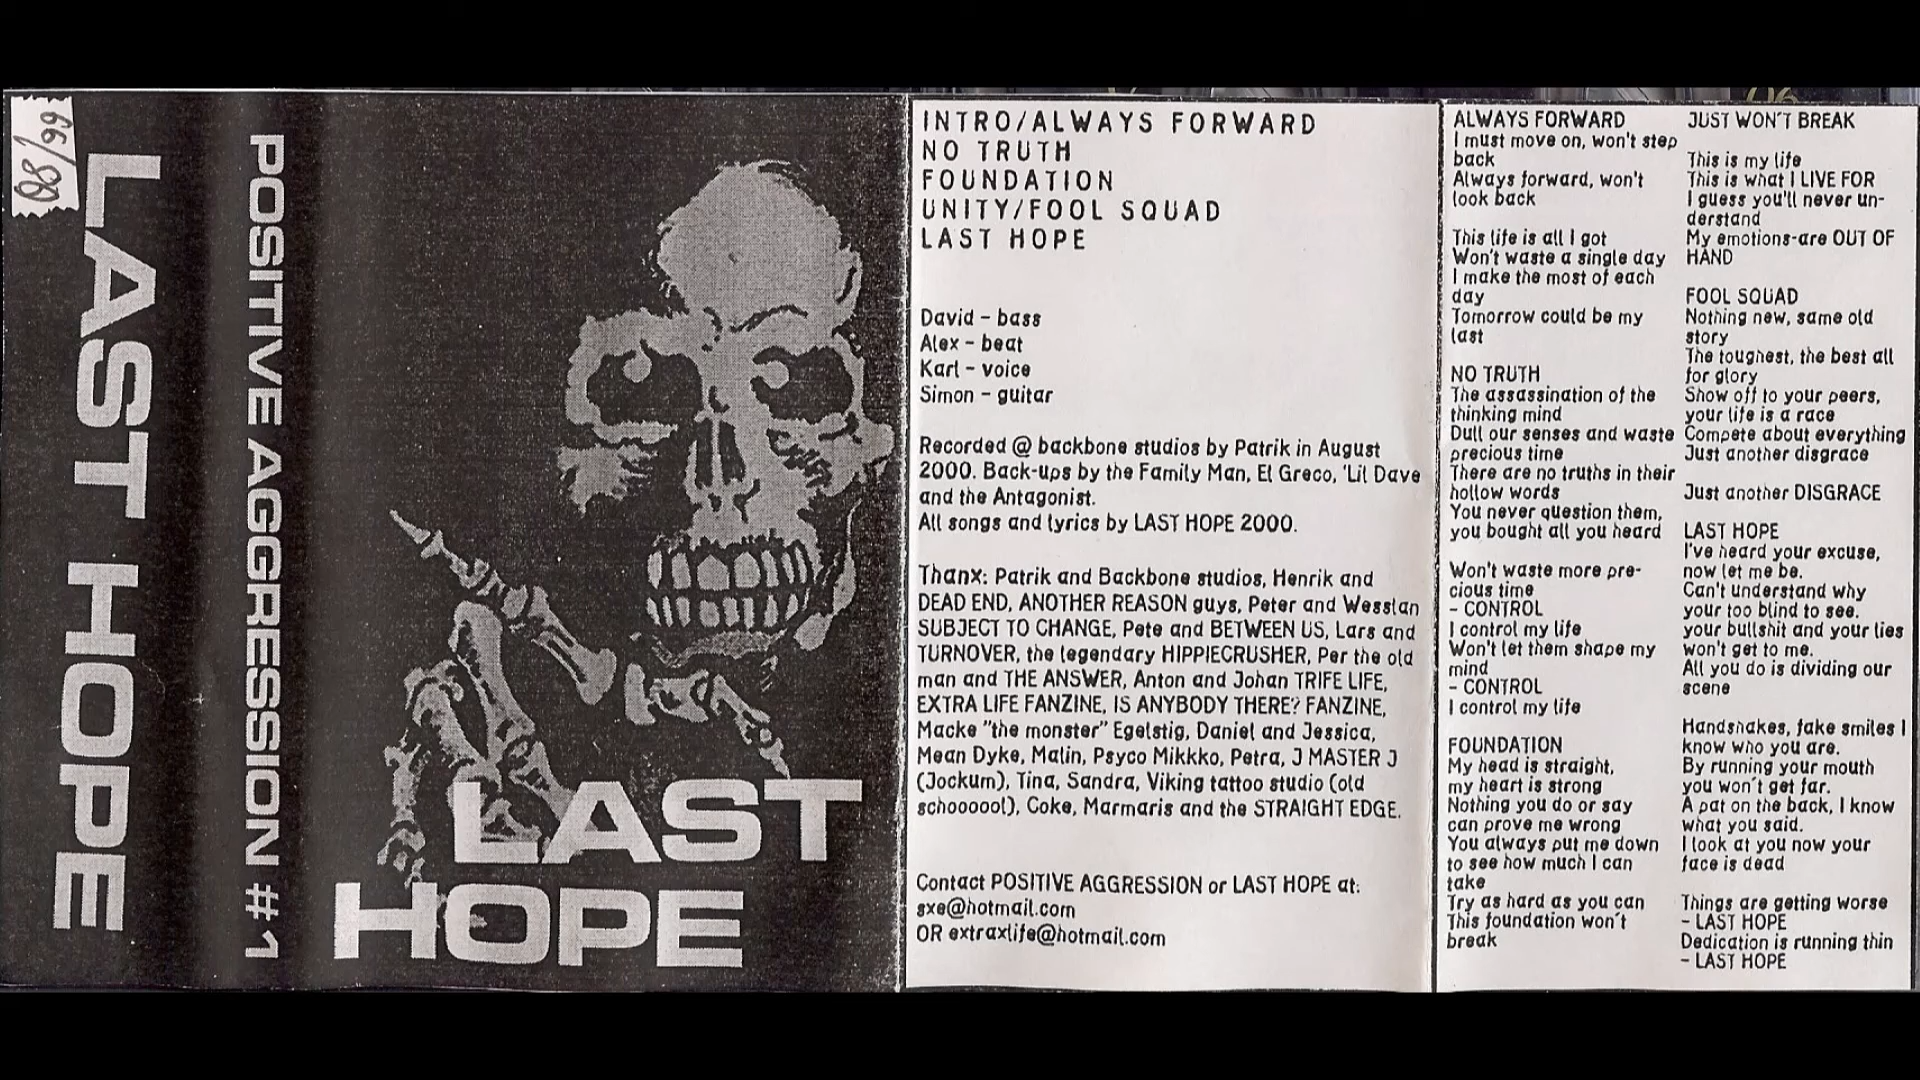 88/99
LAST HOPE
POSITIVE AGGRESSION #1
LAST
HOPE
INTRO/ALWAYS FORWARD
NO TRUTH
FOUNDATION
UNITY/FOOL SQUAD
LAST HOPE
David - bass
Alex - beat
Karl - voice
Simon - guitar
Recorded @ backbone studios by Patrik in August
2000. Back-ups by the Family Man, El Greco, 'Lil Dave
and the Antagonist.
All songs and lyrics by LAST HOPE 2000.
Thanx: Patrik and Backbone studios, Henrik and
DEAD END, ANOTHER REASON guys, Peter and Wesslan
SUBJECT TO CHANGE, Pete and BETWEEN US, Lars and
TURNOVER, the legendary HIPPIECRUSHER, Per the old
man and THE ANSWER, Anton and Johan TRIFE LIFE,
EXTRA LIFE FANZINE, IS ANYBODY THERE? FANZINE,
Macke "the monster" Egelstig, Daniel and Jessica,
Mean Dyke, Malin, Psyco Mikkko, Petra, J MASTER J
(Jockum), Tina, Sandra, Viking tattoo studio (old
schoooool), Coke, Marmaris and the STRAIGHT EDGE.
Contact POSITIVE AGGRESSION or LAST HOPE at:
sxe@hotmail.com
OR extraxlife@hotmail.com
ALWAYS FORWARD
I must move on, won't step
back
Always forward, won't
look back
This life is all I got
Won't waste a single day
I make the most of each
day
Tomorrow could be my
last
NO TRUTH
The assassination of the
thinking mind
Dull our senses and waste
precious time
There are no truths in their
hollow words
You never question them,
you bought all you heard
Won't waste more pre-
cious time
- CONTROL
I control my life
Won't let them shape my
mind
- CONTROL
I control my life
FOUNDATION
My head is straight,
my heart is strong
Nothing you do or say
can prove me wrong
You always put me down
to see how much I can
take
Try as hard as you can
This foundation won´t
break
JUST WON´T BREAK
This is my life
This is what I LIVE FOR
I guess you'll never un-
derstand
My emotions-are OUT OF
HAND
FOOL SQUAD
Nothing new, same old
story
The toughest, the best all
for glory
Show off to your peers,
your life is a race
Compete about everything
Just another disgrace
Just another DISGRACE
LAST HOPE
I've heard your excuse,
now let me be.
Can't understand why
your too blind to see.
your bullshit and your lies
won't get to me.
All you do is dividing our
scene
Handshakes, fake smiles I
know who you are.
By running your mouth
you won´t get far.
A pat on the back, I know
what you said.
I look at you now your
face is dead
Things are getting worse
- LAST HOPE
Dedication is running thin
- LAST HOPE